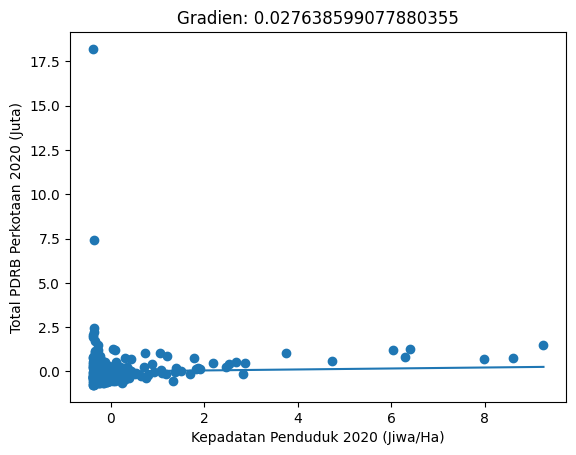 Gradien: 0.027638599077880355
17.5
15.0
12.5
10.0
7.5
5.0
2.5
0.0
Total PDRB Perkotaan 2020 (Juta)
0 2 4 6 8
Kepadatan Penduduk 2020 (Jiwa/Ha)